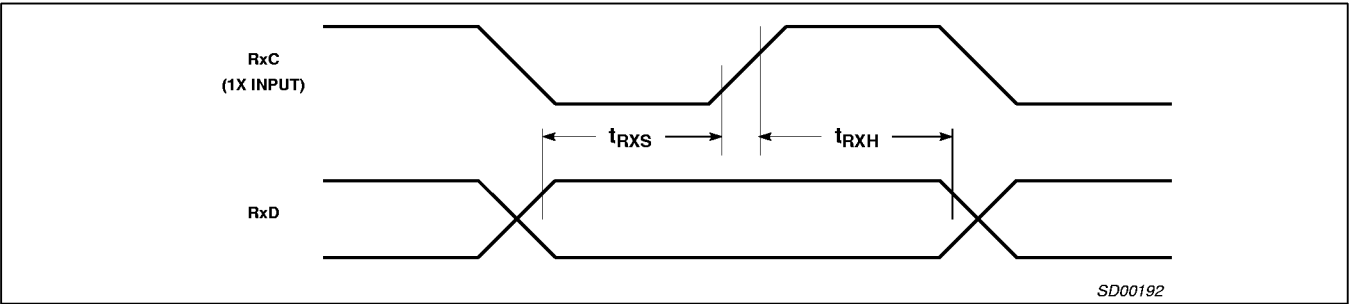 RxC
(1X INPUT)
tRXS
tRXH
RxD
SD00192